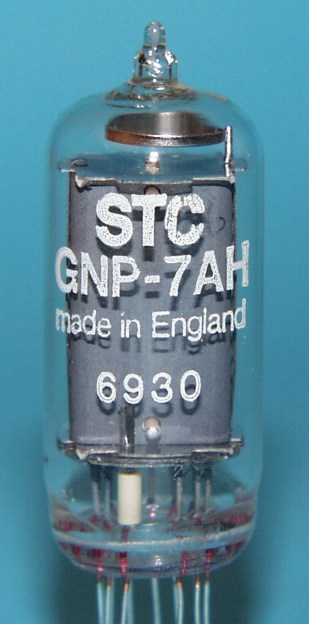 STC
GNP-7AH
made in England
6930